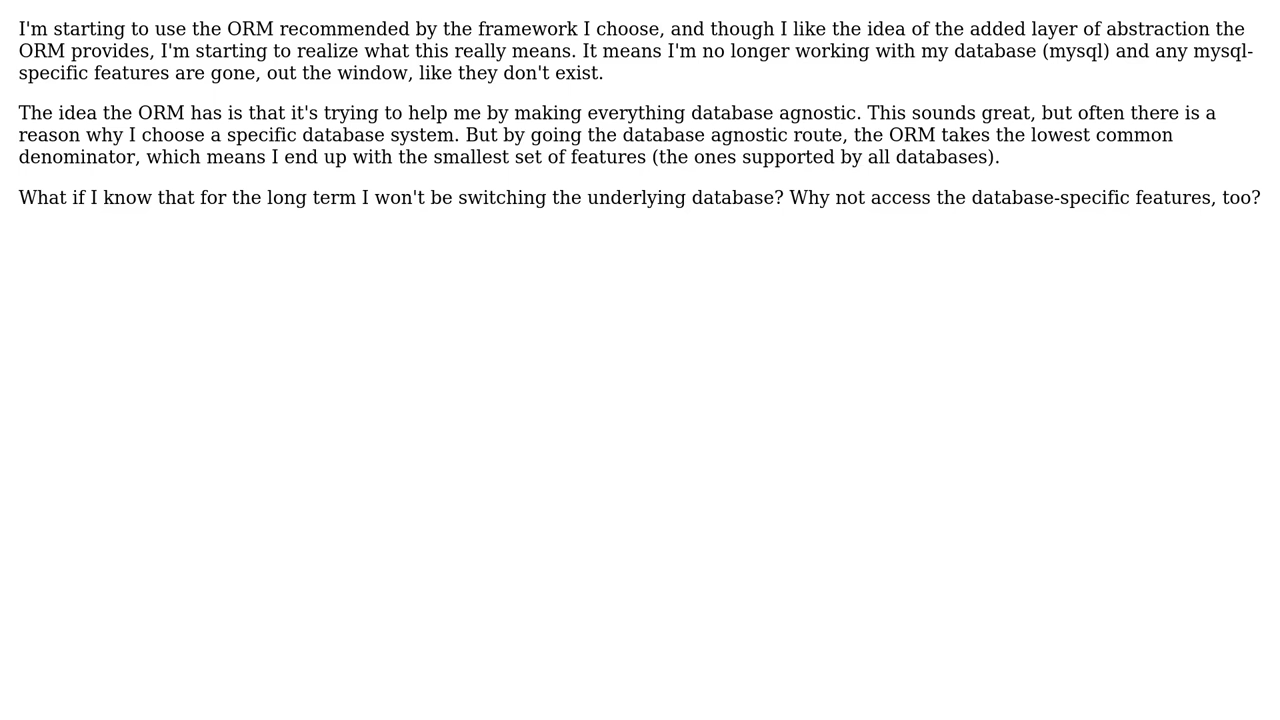 I'm starting to use the ORM recommended by the framework I choose, and though I like the idea of the added layer of abstraction the
ORM provides, I'm starting to realize what this really means. It means I'm no longer working with my database (mysql) and any mysql-
specific features are gone, out the window, like they don't exist.
The idea the ORM has is that it's trying to help me by making everything database agnostic. This sounds great, but often there is a
reason why I choose a specific database system. But by going the database agnostic route, the ORM takes the lowest common
denominator, which means I end up with the smallest set of features (the ones supported by all databases).
What if I know that for the long term I won't be switching the underlying database? Why not access the database-specific features, too?